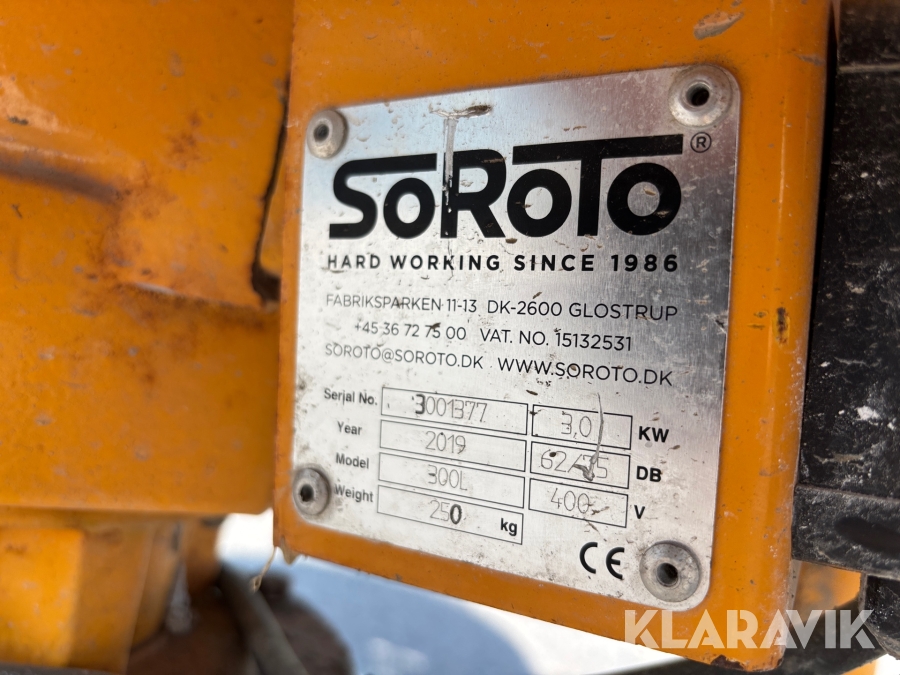 SoRoTo ®
HARD WORKING SINCE 1986
FABRIKSPARKEN 11-13 DK-2600 GLOSTRUP
+45 36 72 75 00 VAT. NO. 15132531
SOROTO@SOROTO.DK WWW.SOROTO.DK
Serial No. 3001377 3,0 KW
Year 2019 62/75 DB
Model 300L 400 V
Weight 250 kg
CE
KLARAVIK